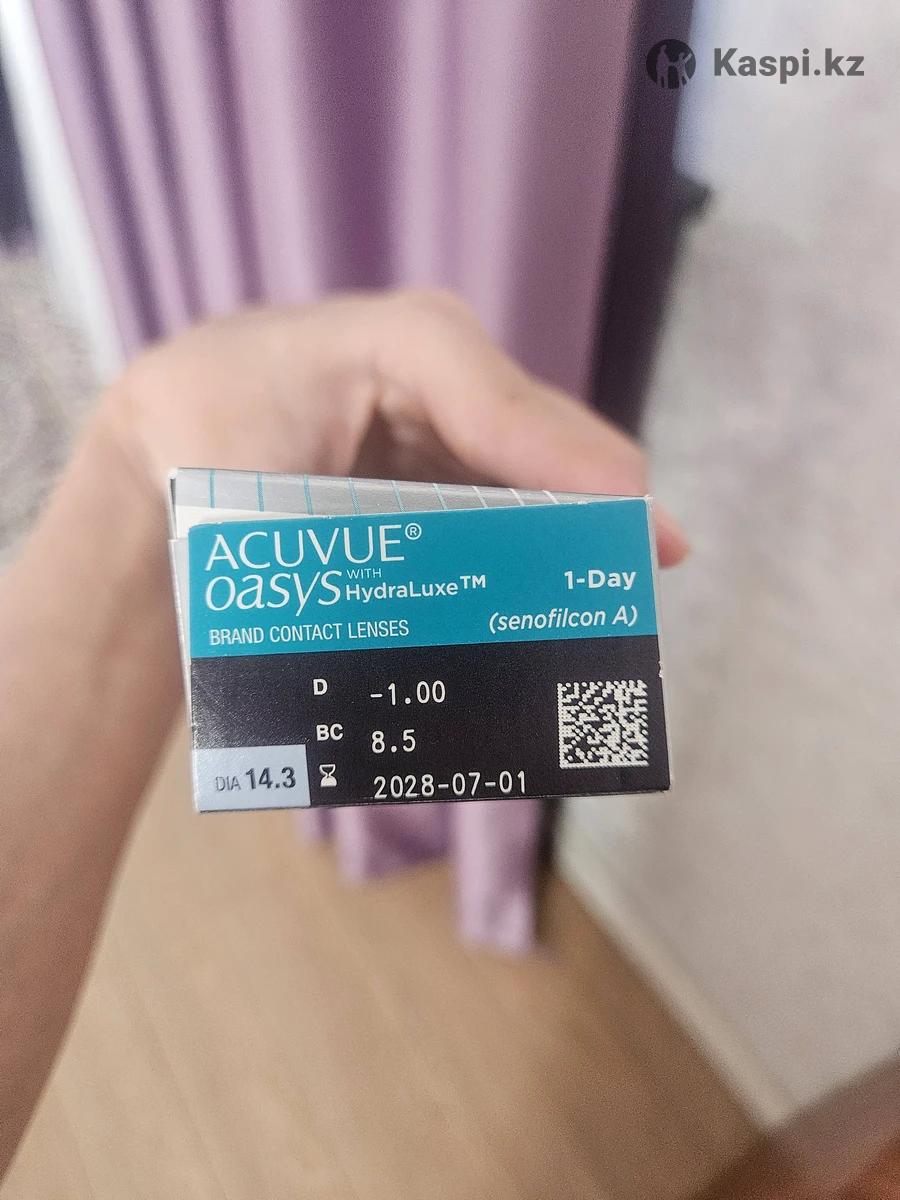 Kaspi.kz
ACUVUE®
oasys WITH HydraLuxe™ 1-Day
BRAND CONTACT LENSES (senofilcon A)
D -1.00
BC 8.5
DIA 14.3 2028-07-01